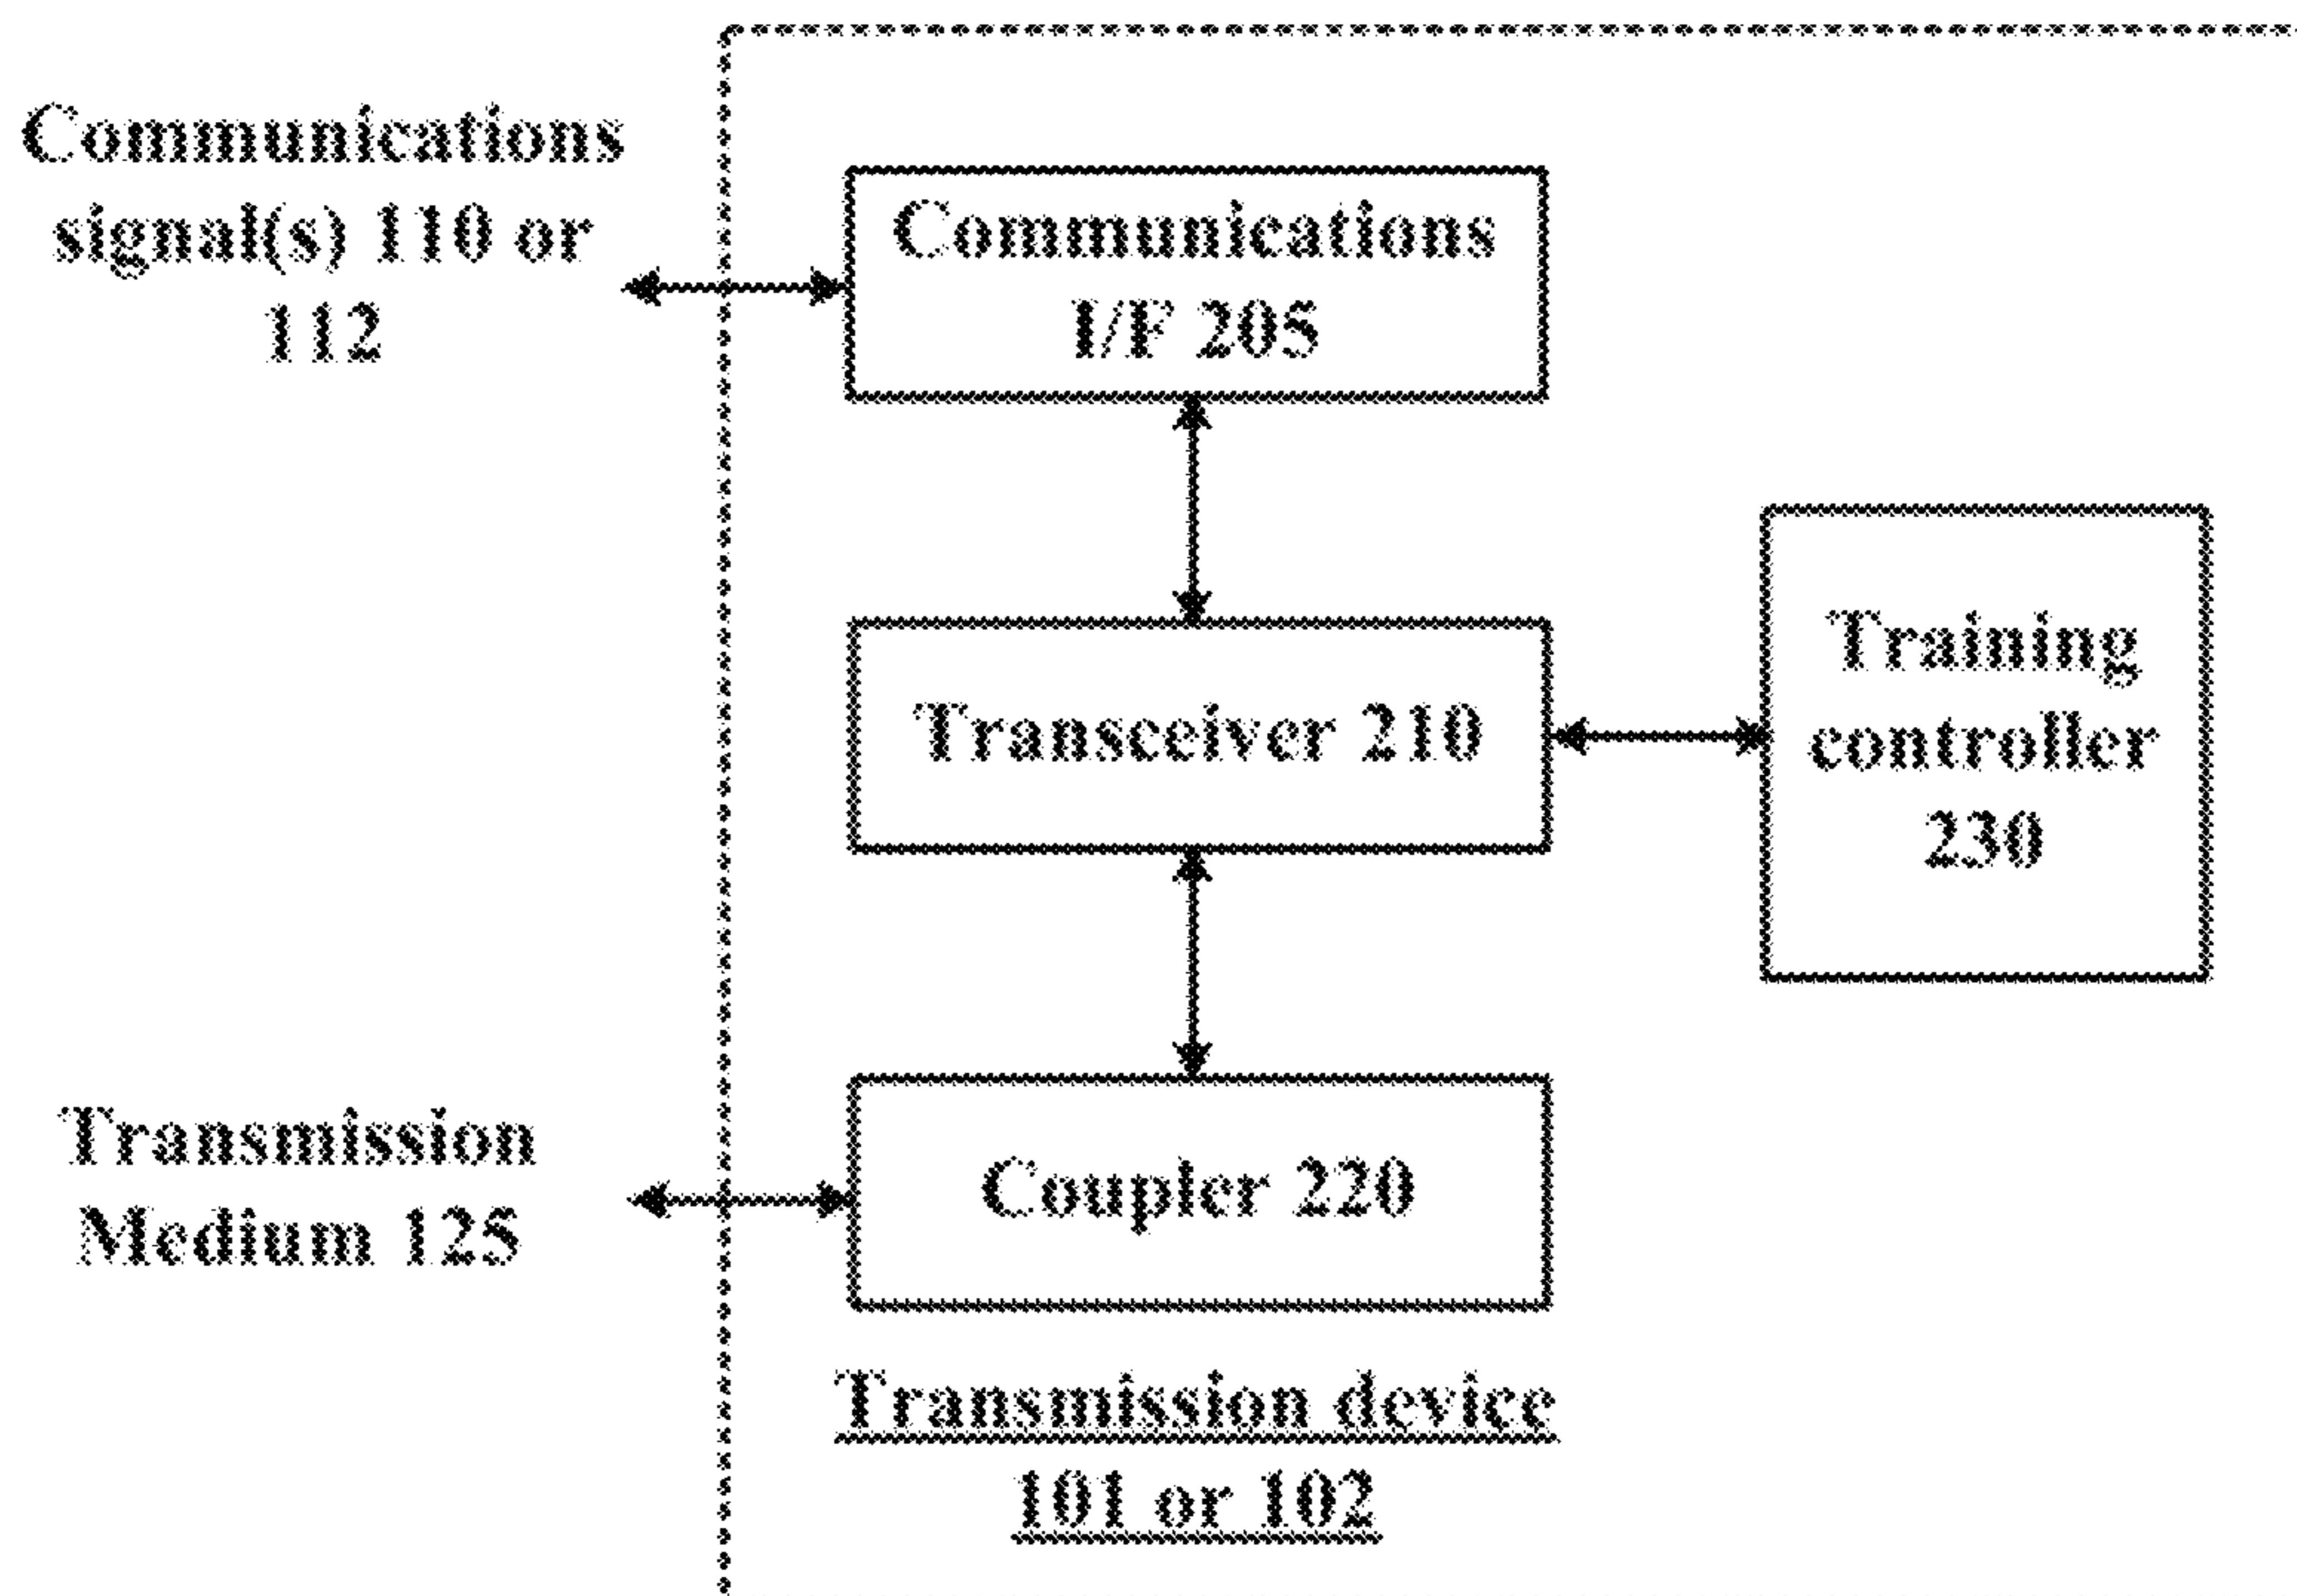 Communications
signal(s) 110 or
112
Communications
I/F 205
Transceiver 210
Training
controller
230
Transmission
Medium 125
Coupler 220
Transmission device
101 or 102